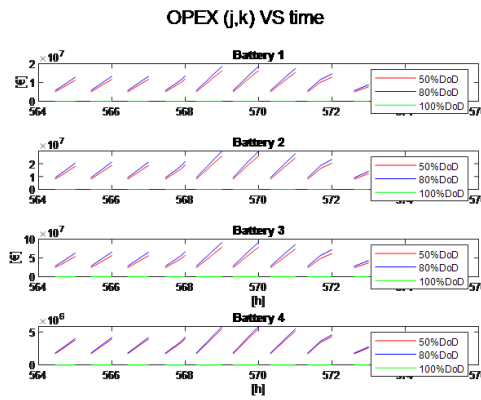 OPEX (j,k) VS time
×10⁷
Battery 1
2
1
0
[€]
50%DoD
80%DoD
100%DoD
564 566 568 570 572
Battery 2
2
1
0
50%DoD
80%DoD
100%DoD
564 566 568 570 572
Battery 3
10
5
0
[€]
50%DoD
80%DoD
100%DoD
564 566 568 570 572
[h]
×10⁶
Battery 4
4
2
0
50%DoD
80%DoD
100%DoD
564 566 568 570 572
[h]